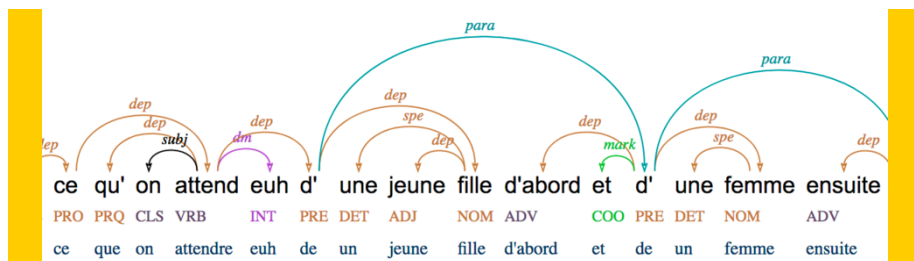 para para
dep dep dep
dep subj dm dep spe dep mark dep spe dep
dep dep
ce qu' on attend euh d' une jeune fille d'abord et d' une femme ensuite
PRO PRQ CLS VRB INT PRE DET ADJ NOM ADV COO PRE DET NOM ADV
ce que on attendre euh de un jeune fille d'abord et de un femme ensuite